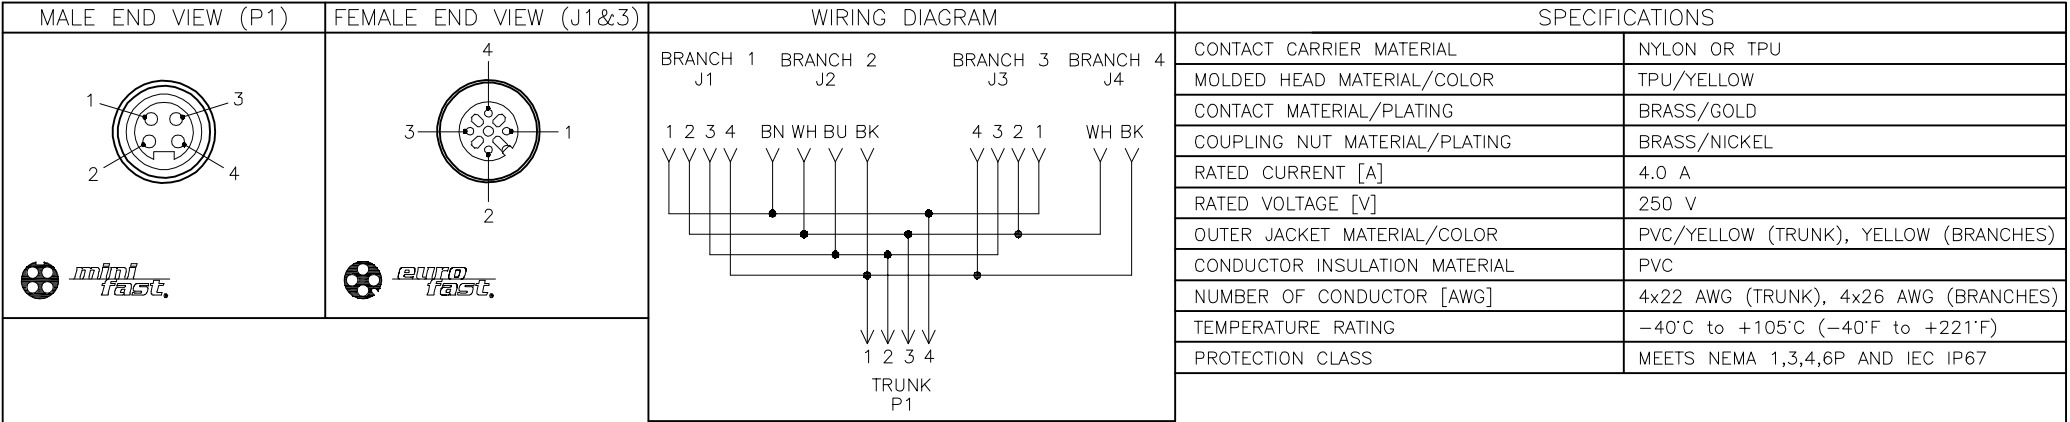 MALE END VIEW (P1)
1
3
2
4
mini
fast.
FEMALE END VIEW (J1&3)
4
3
1
2
euro
fast.
WIRING DIAGRAM
BRANCH 1 BRANCH 2 BRANCH 3 BRANCH 4
J1 J2 J3 J4
1 2 3 4 BN WH BU BK 4 3 2 1 WH BK
1 2 3 4
TRUNK
P1
SPECIFICATIONS
CONTACT CARRIER MATERIAL NYLON OR TPU
MOLDED HEAD MATERIAL/COLOR TPU/YELLOW
CONTACT MATERIAL/PLATING BRASS/GOLD
COUPLING NUT MATERIAL/PLATING BRASS/NICKEL
RATED CURRENT [A] 4.0 A
RATED VOLTAGE [V] 250 V
OUTER JACKET MATERIAL/COLOR PVC/YELLOW (TRUNK), YELLOW (BRANCHES)
CONDUCTOR INSULATION MATERIAL PVC
NUMBER OF CONDUCTOR [AWG] 4x22 AWG (TRUNK), 4x26 AWG (BRANCHES)
TEMPERATURE RATING −40°C to +105°C (−40°F to +221°F)
PROTECTION CLASS MEETS NEMA 1,3,4,6P AND IEC IP67